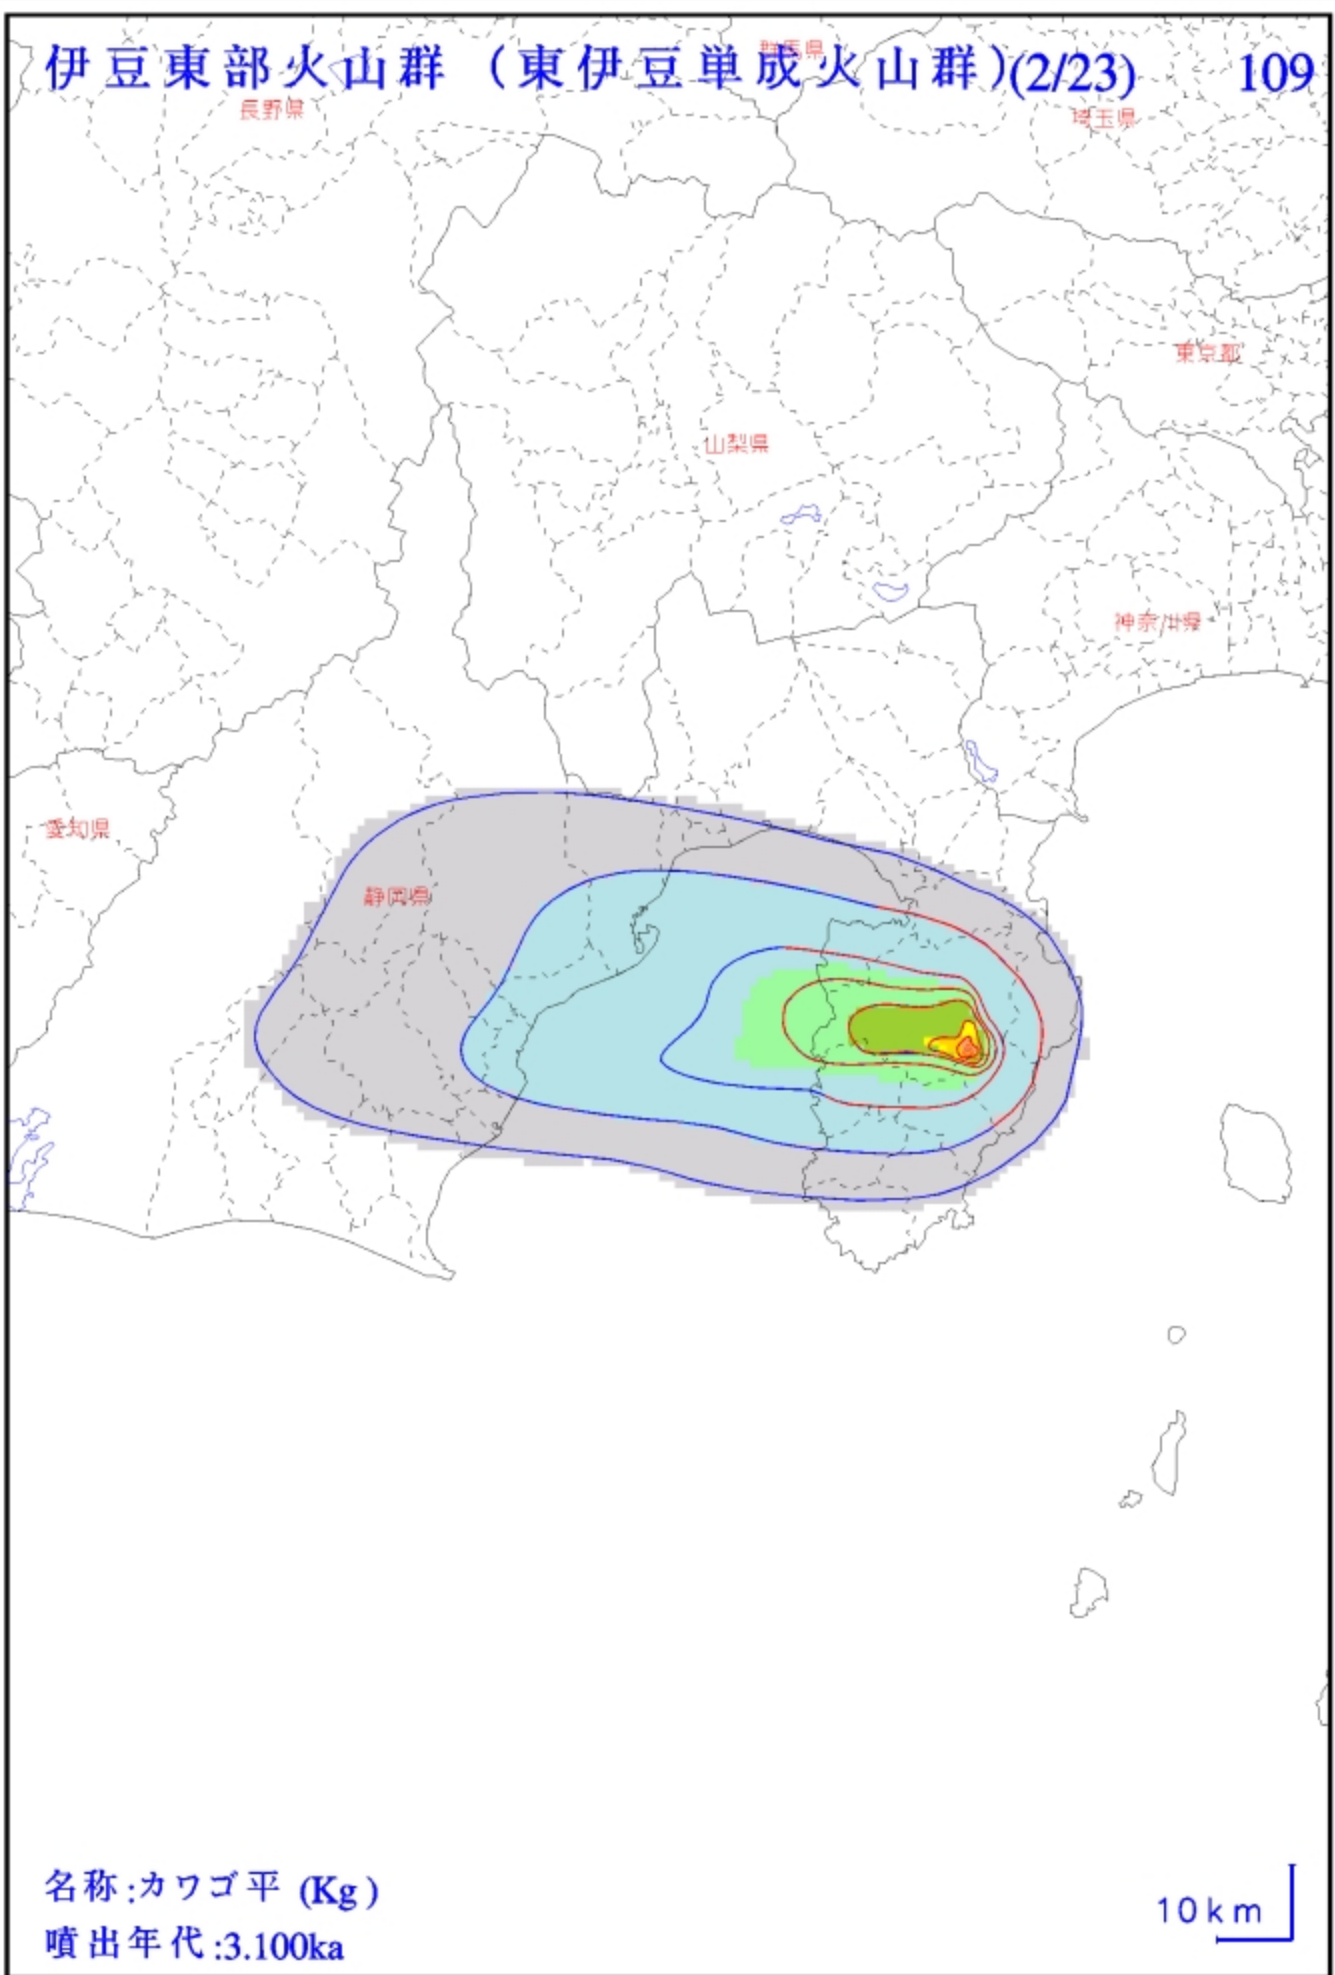 伊豆東部火山群（東伊豆単成火山群）(2/23) 109
群馬県
長野県
埼玉県
東京都
山梨県
神奈川県
愛知県
静岡県
名称:カワゴ平 (Kg)
10km
噴出年代:3.100ka